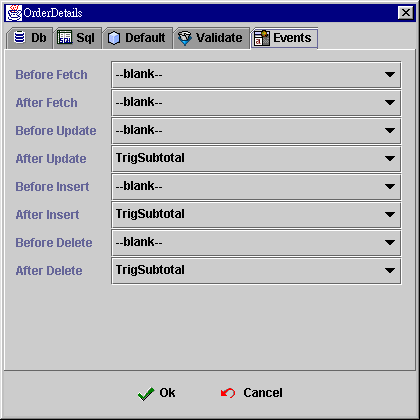 OrderDetails
Db Sql Default Validate Events
Before Fetch --blank--
After Fetch --blank--
Before Update --blank--
After Update TrigSubtotal
Before Insert --blank--
After Insert TrigSubtotal
Before Delete --blank--
After Delete TrigSubtotal
Ok Cancel